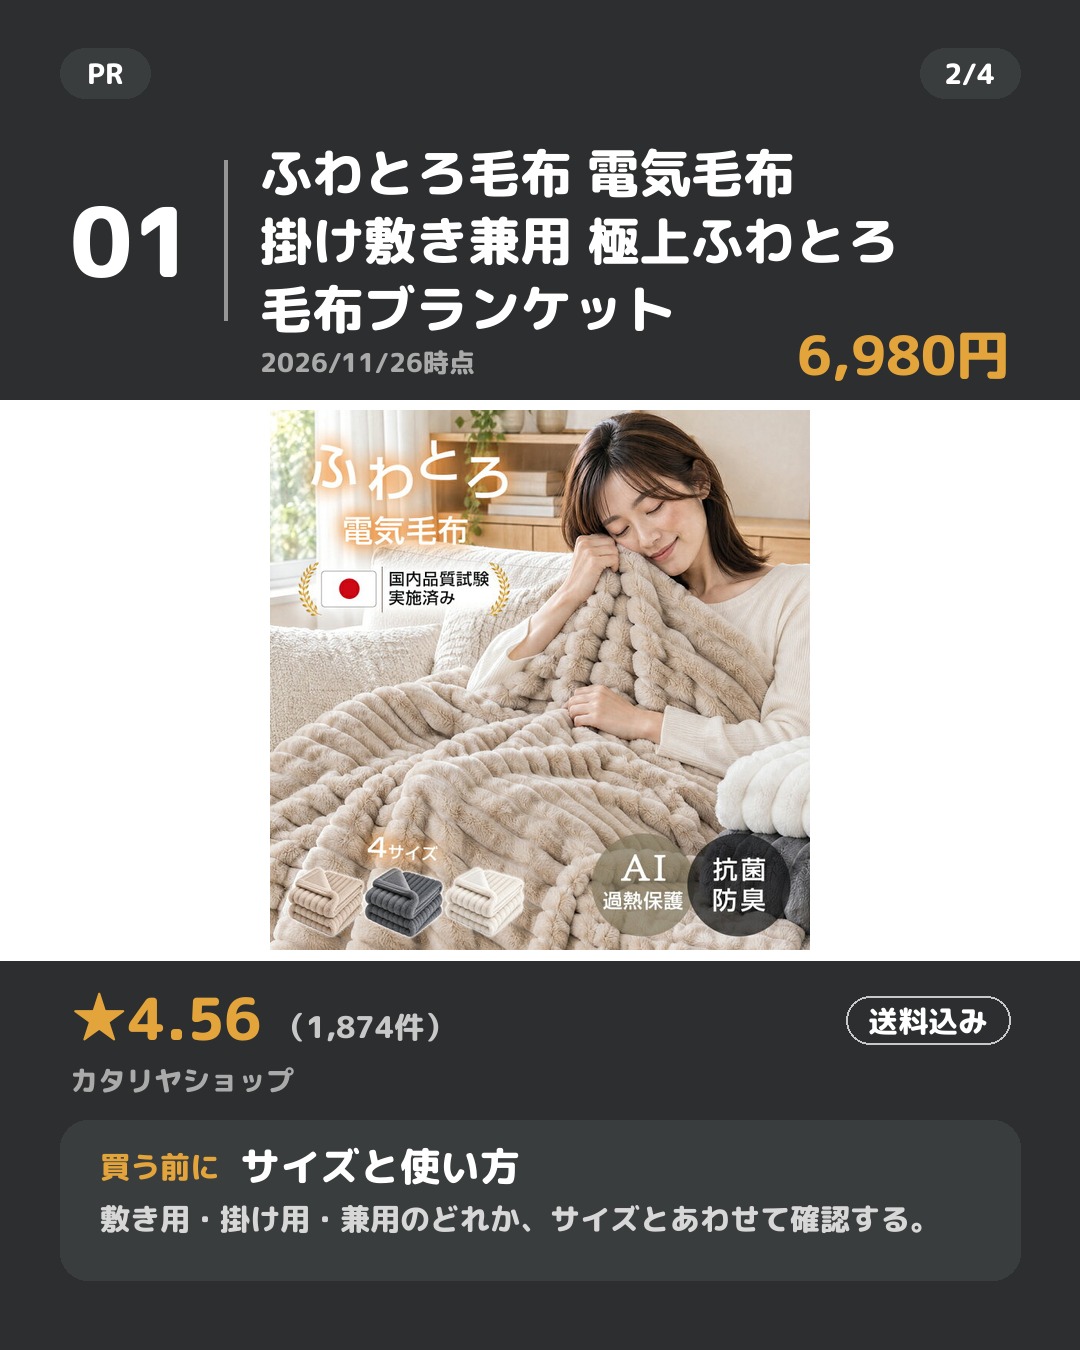 PR
2/4
01
ふわとろ毛布 電気毛布
掛け敷き兼用 極上ふわとろ
毛布ブランケット
2026/11/26時点
6,980円
ふわとろ
電気毛布
国内品質試験
実施済み
4サイズ
AI
過熱保護
抗菌
防臭
★4.56 (1,874件)
送料込み
カタリヤショップ
買う前に サイズと使い方
敷き用・掛け用・兼用のどれか、サイズとあわせて確認する。